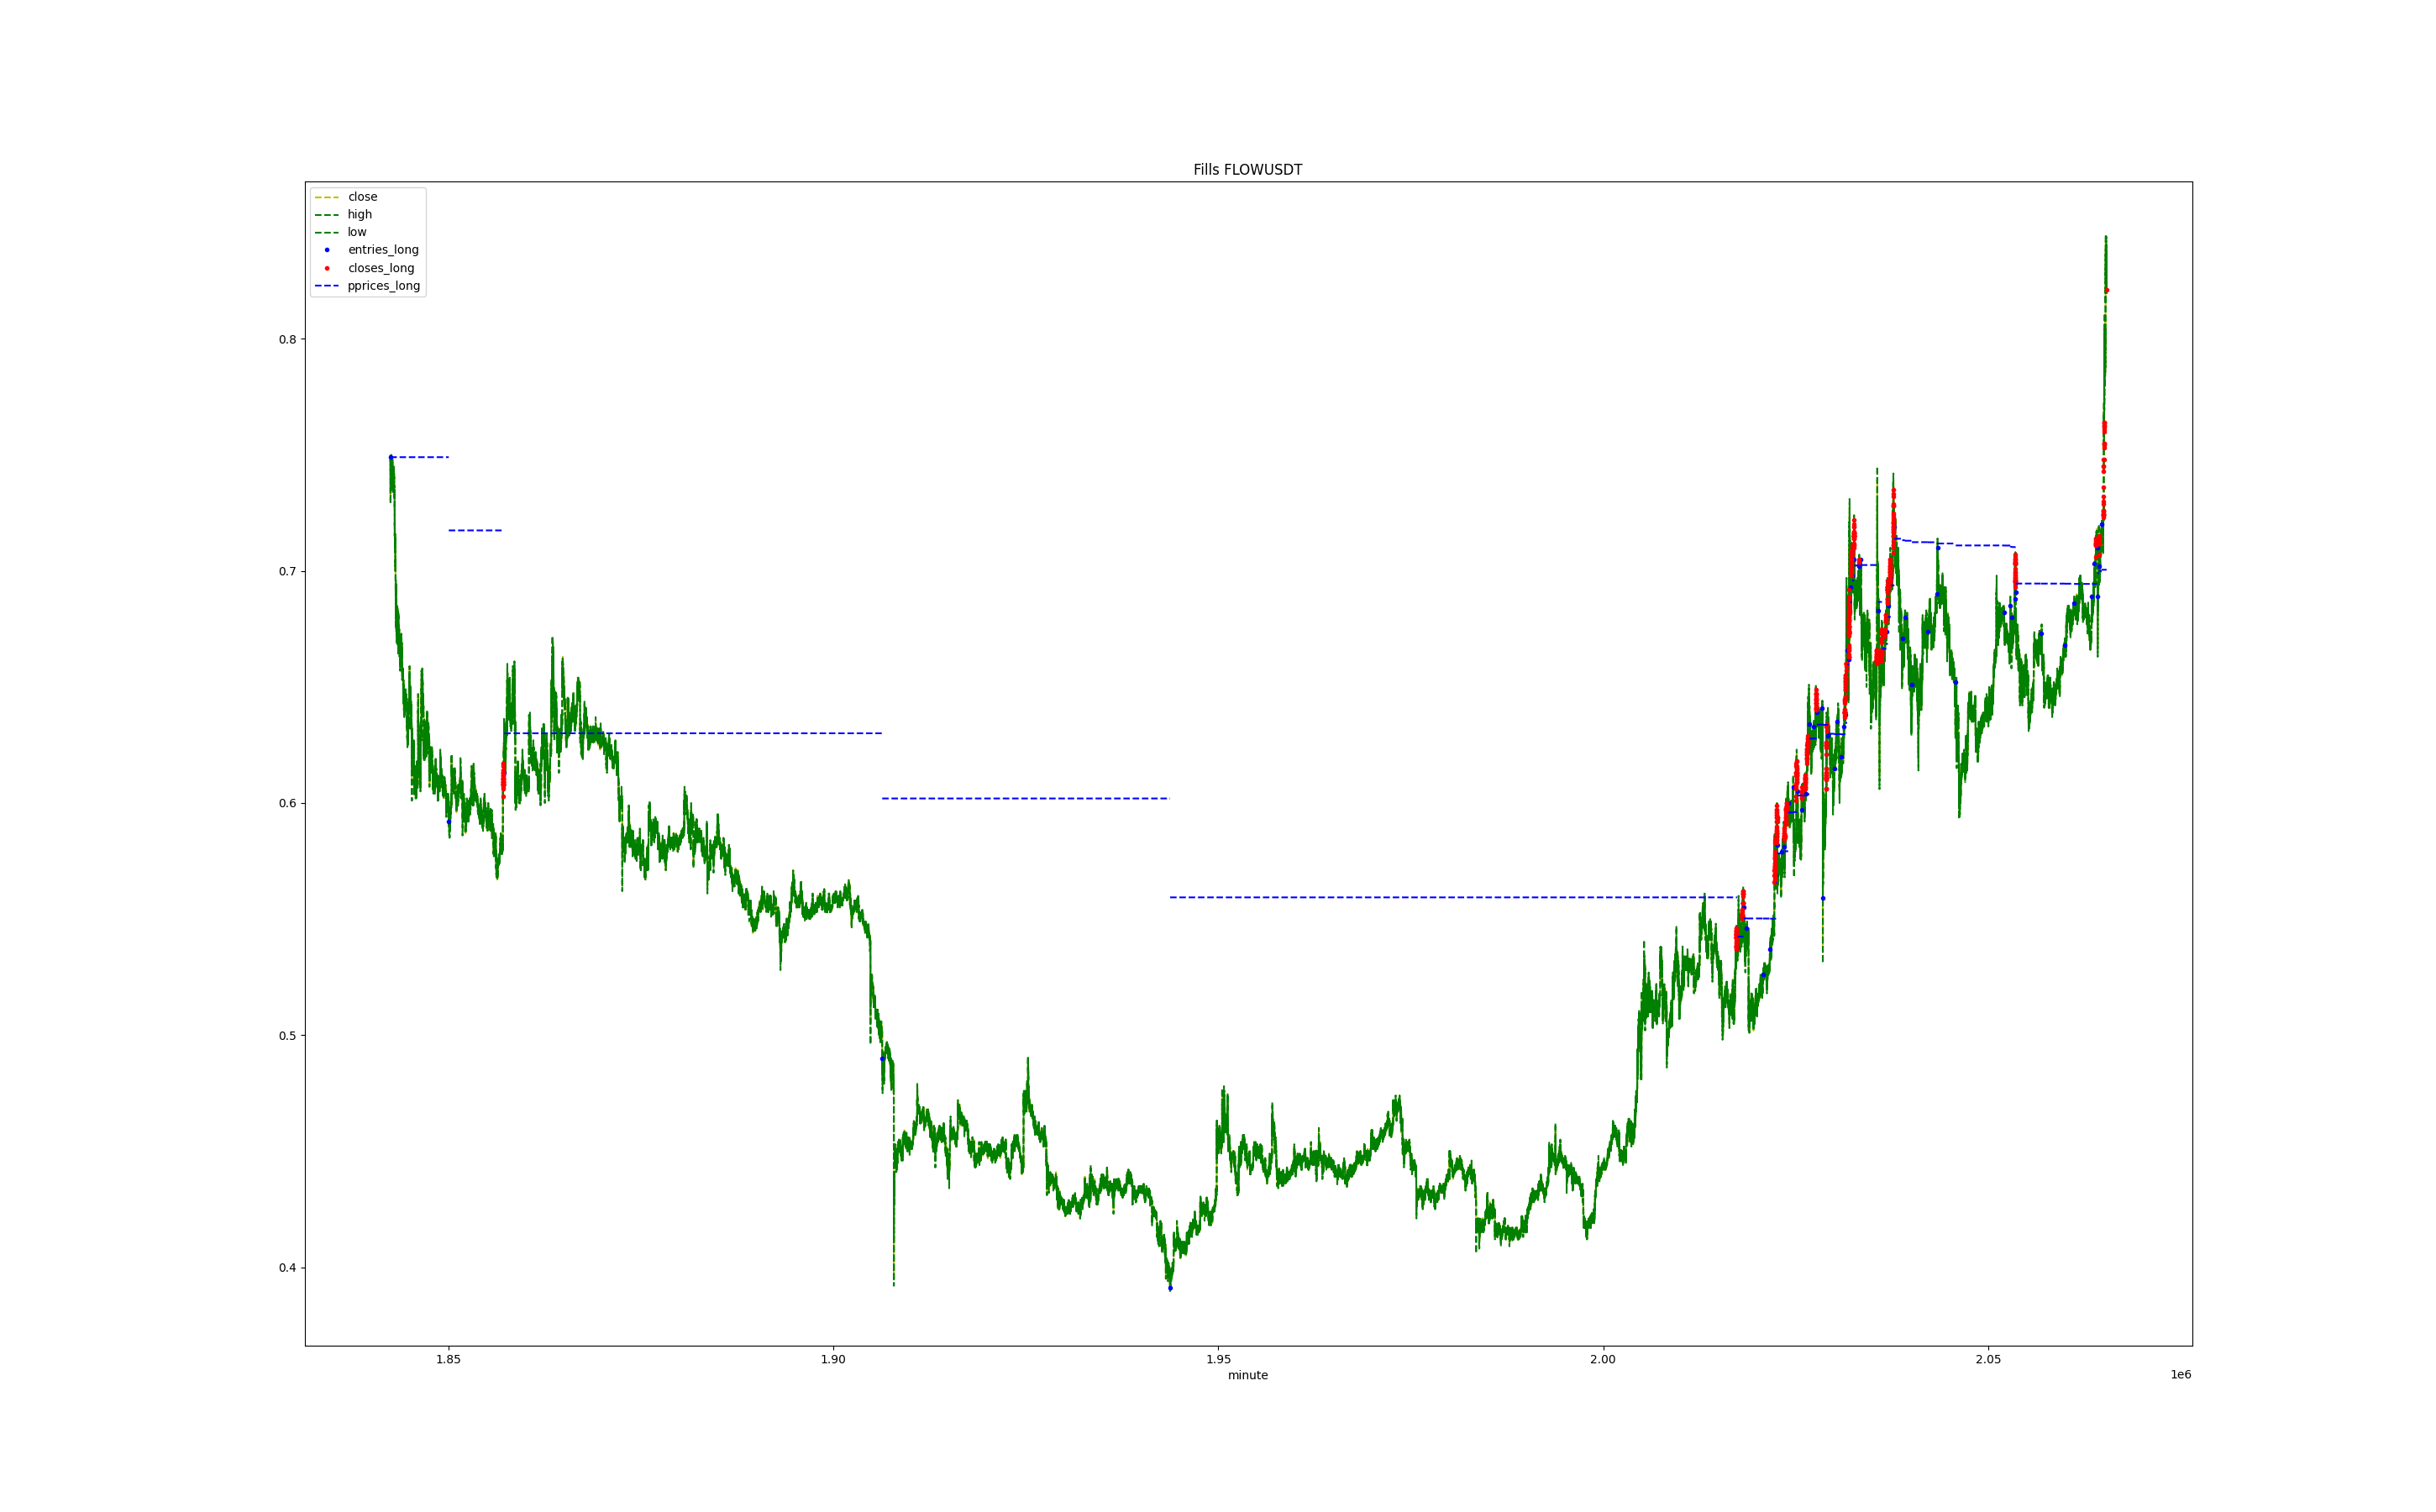 Fills FLOWUSDT
close
high
low
entries_long
closes_long
pprices_long
0.8
0.7
0.6
0.5
0.4
1.85
1.90
1.95
2.00
2.05
minute
1e6